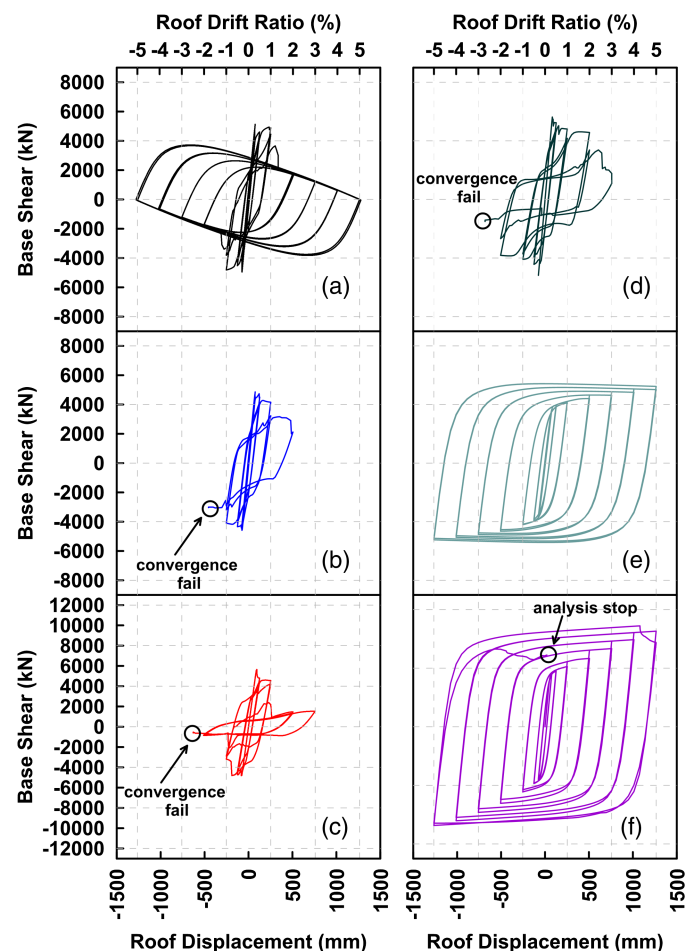 Roof Drift Ratio (%)
-5 -4 -3 -2 -1 0 1 2 3 4 5
Roof Drift Ratio (%)
-5 -4 -3 -2 -1 0 1 2 3 4 5
Base Shear (kN)
8000
6000
4000
2000
0
-2000
-4000
-6000
-8000
(a)
convergence
fail
(d)
Base Shear (kN)
8000
6000
4000
2000
0
-2000
-4000
-6000
-8000
convergence
fail
(b)
(e)
Base Shear (kN)
12000
10000
8000
6000
4000
2000
0
-2000
-4000
-6000
-8000
-10000
-12000
convergence
fail
(c)
analysis stop
(f)
-1500 -1000 -500 0 500 1000 1500
Roof Displacement (mm)
-1500 -1000 -500 0 500 1000 1500
Roof Displacement (mm)